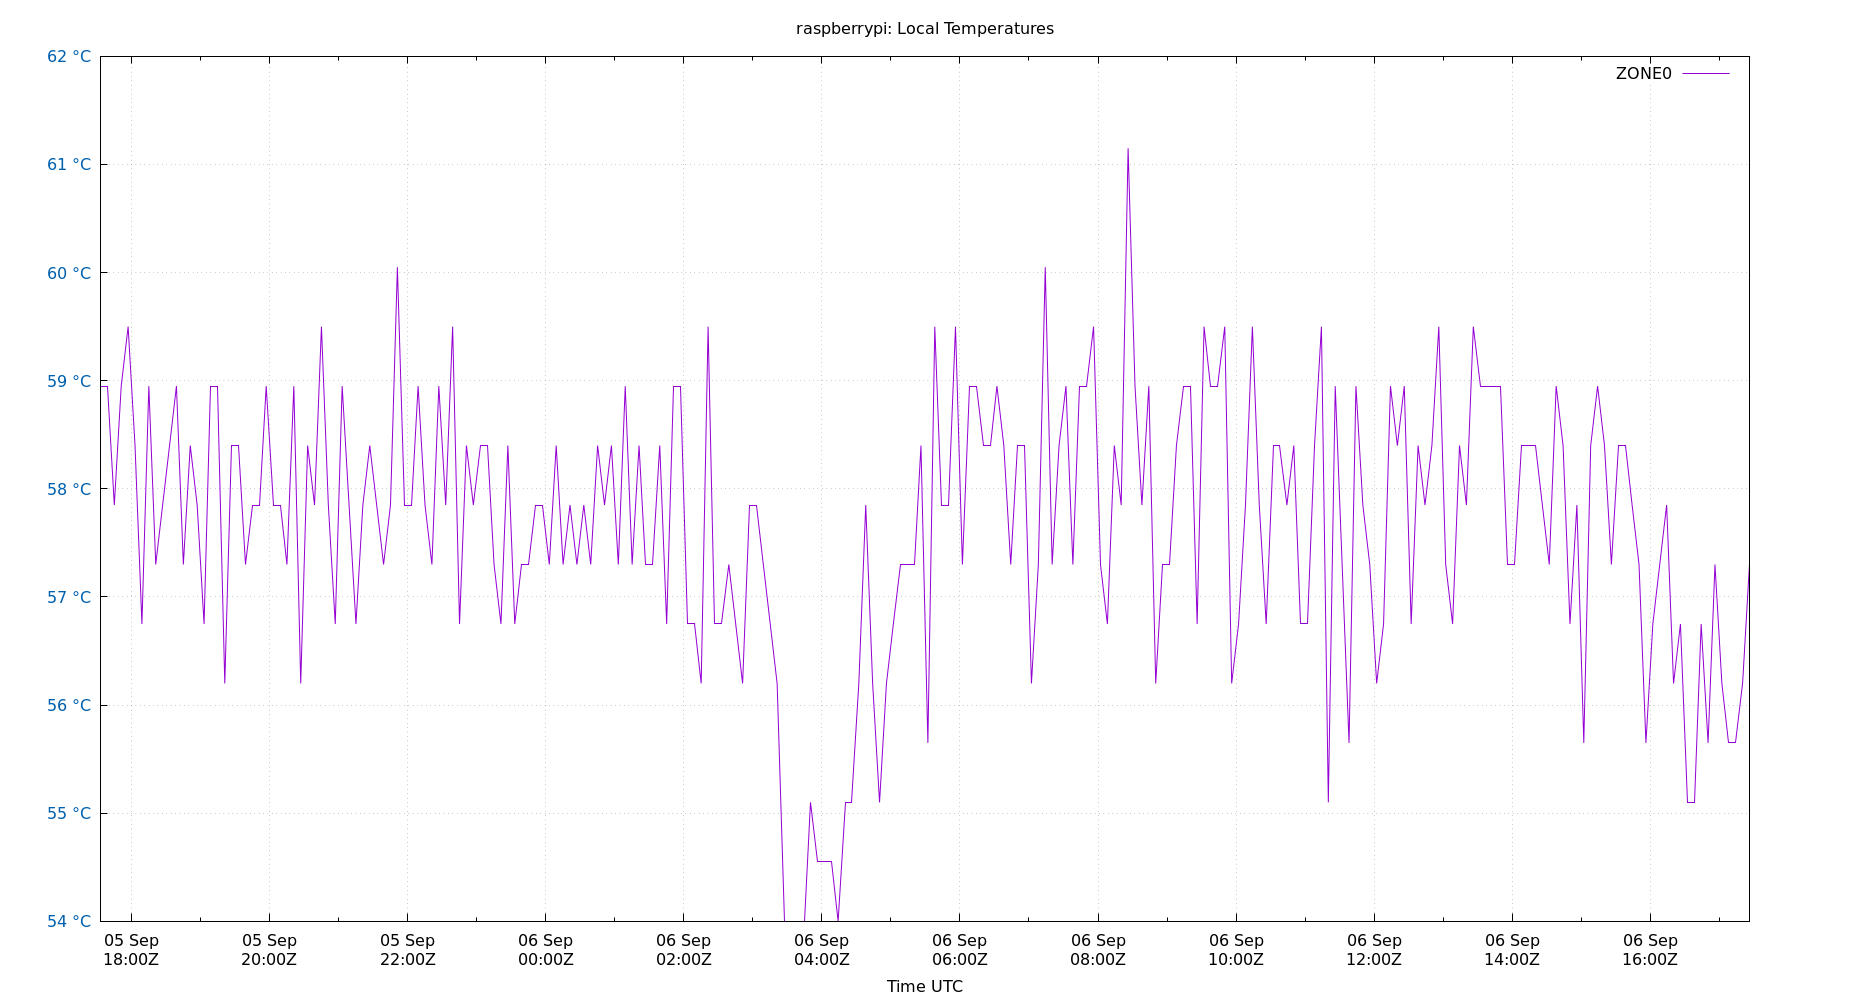 raspberrypi: Local Temperatures
62 °C
ZONE0
61 °C
60 °C
59 °C
58 °C
57 °C
56 °C
55 °C
54 °C
05 Sep 05 Sep 05 Sep 06 Sep 06 Sep 06 Sep 06 Sep 06 Sep 06 Sep 06 Sep 06 Sep 06 Sep
18:00Z 20:00Z 22:00Z 00:00Z 02:00Z 04:00Z 06:00Z 08:00Z 10:00Z 12:00Z 14:00Z 16:00Z
Time UTC